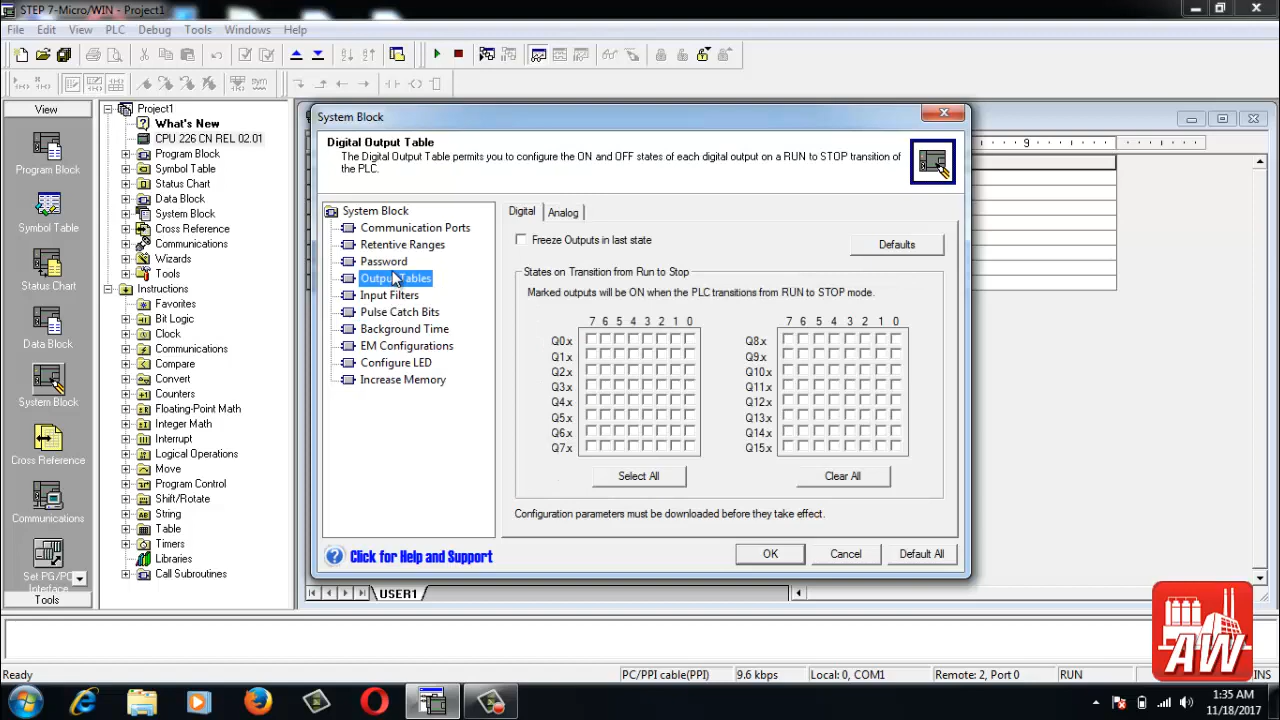 STEP 7-Micro/WIN - Project1
File Edit View PLC Debug Tools Windows Help
View
Program Block
Symbol Table
Status Chart
Data Block
System Block
Cross Reference
Communications
Set PG/PC
Interface
Tools
Project1
What's New
CPU 226 CN REL 02.01
Program Block
Symbol Table
Status Chart
Data Block
System Block
Cross Reference
Communications
Wizards
Tools
Instructions
Favorites
Bit Logic
Clock
Communications
Compare
Convert
Counters
Floating-Point Math
Integer Math
Interrupt
Logical Operations
Move
Program Control
Shift/Rotate
String
Table
Timers
Libraries
Call Subroutines
System Block
Digital Output Table
The Digital Output Table permits you to configure the ON and OFF states of each digital output on a RUN to STOP transition of
the PLC.
System Block
Communication Ports
Retentive Ranges
Password
Output Tables
Input Filters
Pulse Catch Bits
Background Time
EM Configurations
Configure LED
Increase Memory
Digital Analog
Freeze Outputs in last state
Defaults
States on Transition from Run to Stop
Marked outputs will be ON when the PLC transitions from RUN to STOP mode.
7 6 5 4 3 2 1 0
Q0.x
Q1.x
Q2.x
Q3.x
Q4.x
Q5.x
Q6.x
Q7.x
7 6 5 4 3 2 1 0
Q8.x
Q9.x
Q10.x
Q11.x
Q12.x
Q13.x
Q14.x
Q15.x
Select All
Clear All
Configuration parameters must be downloaded before they take effect.
Click for Help and Support
OK Cancel Default All
9
USER1
Ready
PC/PPI cable(PPI) 9.6 kbps Local: 0, COM1 Remote: 2, Port 0 RUN INS
AW
1:35 AM
11/18/2017